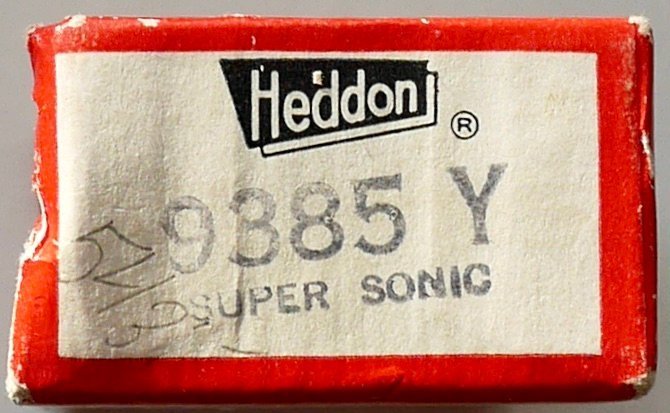 Heddon ®
9385 Y
SUPER SONIC